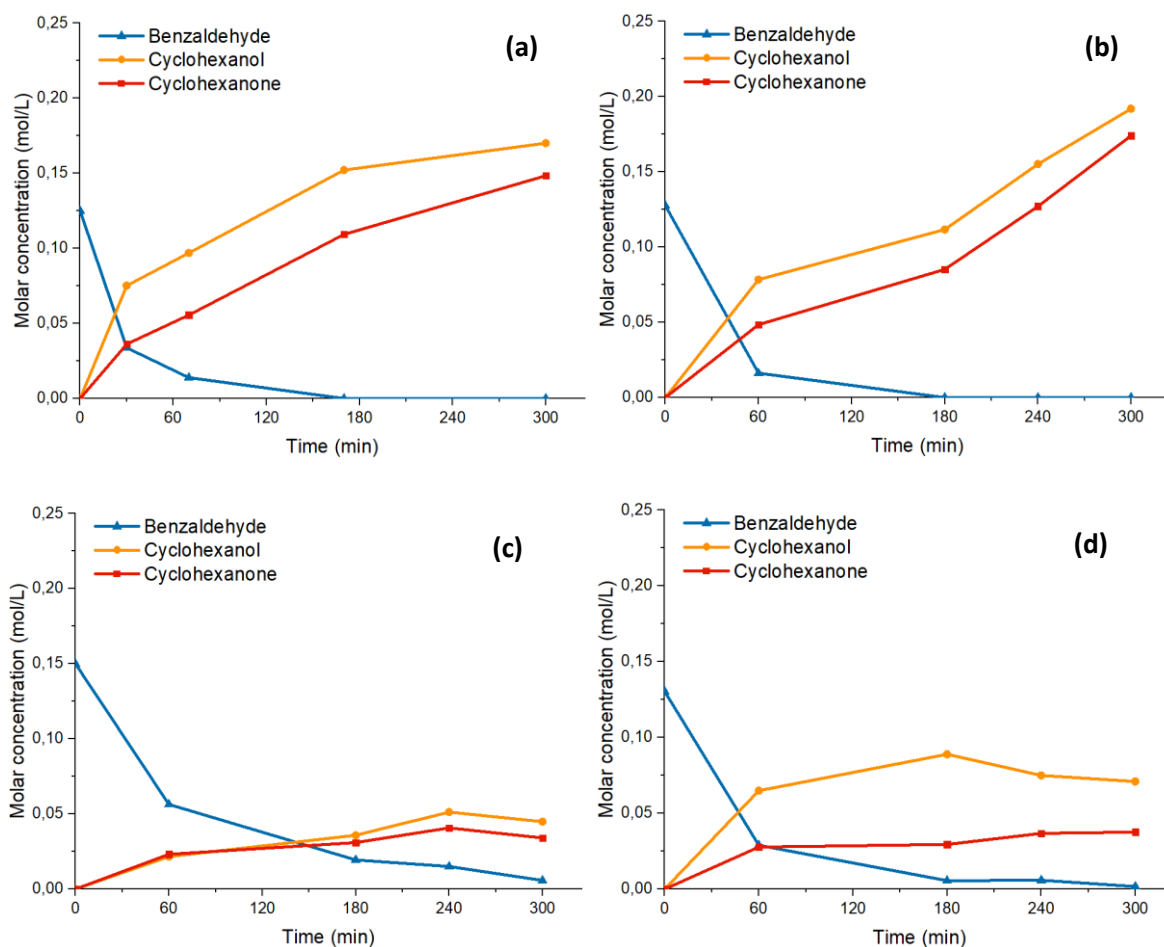 0,25
Benzaldehyde
(a)
Cyclohexanol
Cyclohexanone
0,20
0,15
0,10
0,05
0,00
Molar concentration (mol/L)
0 60 120 180 240 300
Time (min)
0,25
Benzaldehyde
(b)
Cyclohexanol
Cyclohexanone
0,20
0,15
0,10
0,05
0,00
Molar concentration (mol/L)
0 60 120 180 240 300
Time (min)
0,25
Benzaldehyde
Cyclohexanol
(c)
Cyclohexanone
0,20
0,15
0,10
0,05
0,00
Molar concentration (mol/L)
0 60 120 180 240 300
Time (min)
0,25
Benzaldehyde
Cyclohexanol
(d)
Cyclohexanone
0,20
0,15
0,10
0,05
0,00
Molar concentration (mol/L)
0 60 120 180 240 300
Time (min)